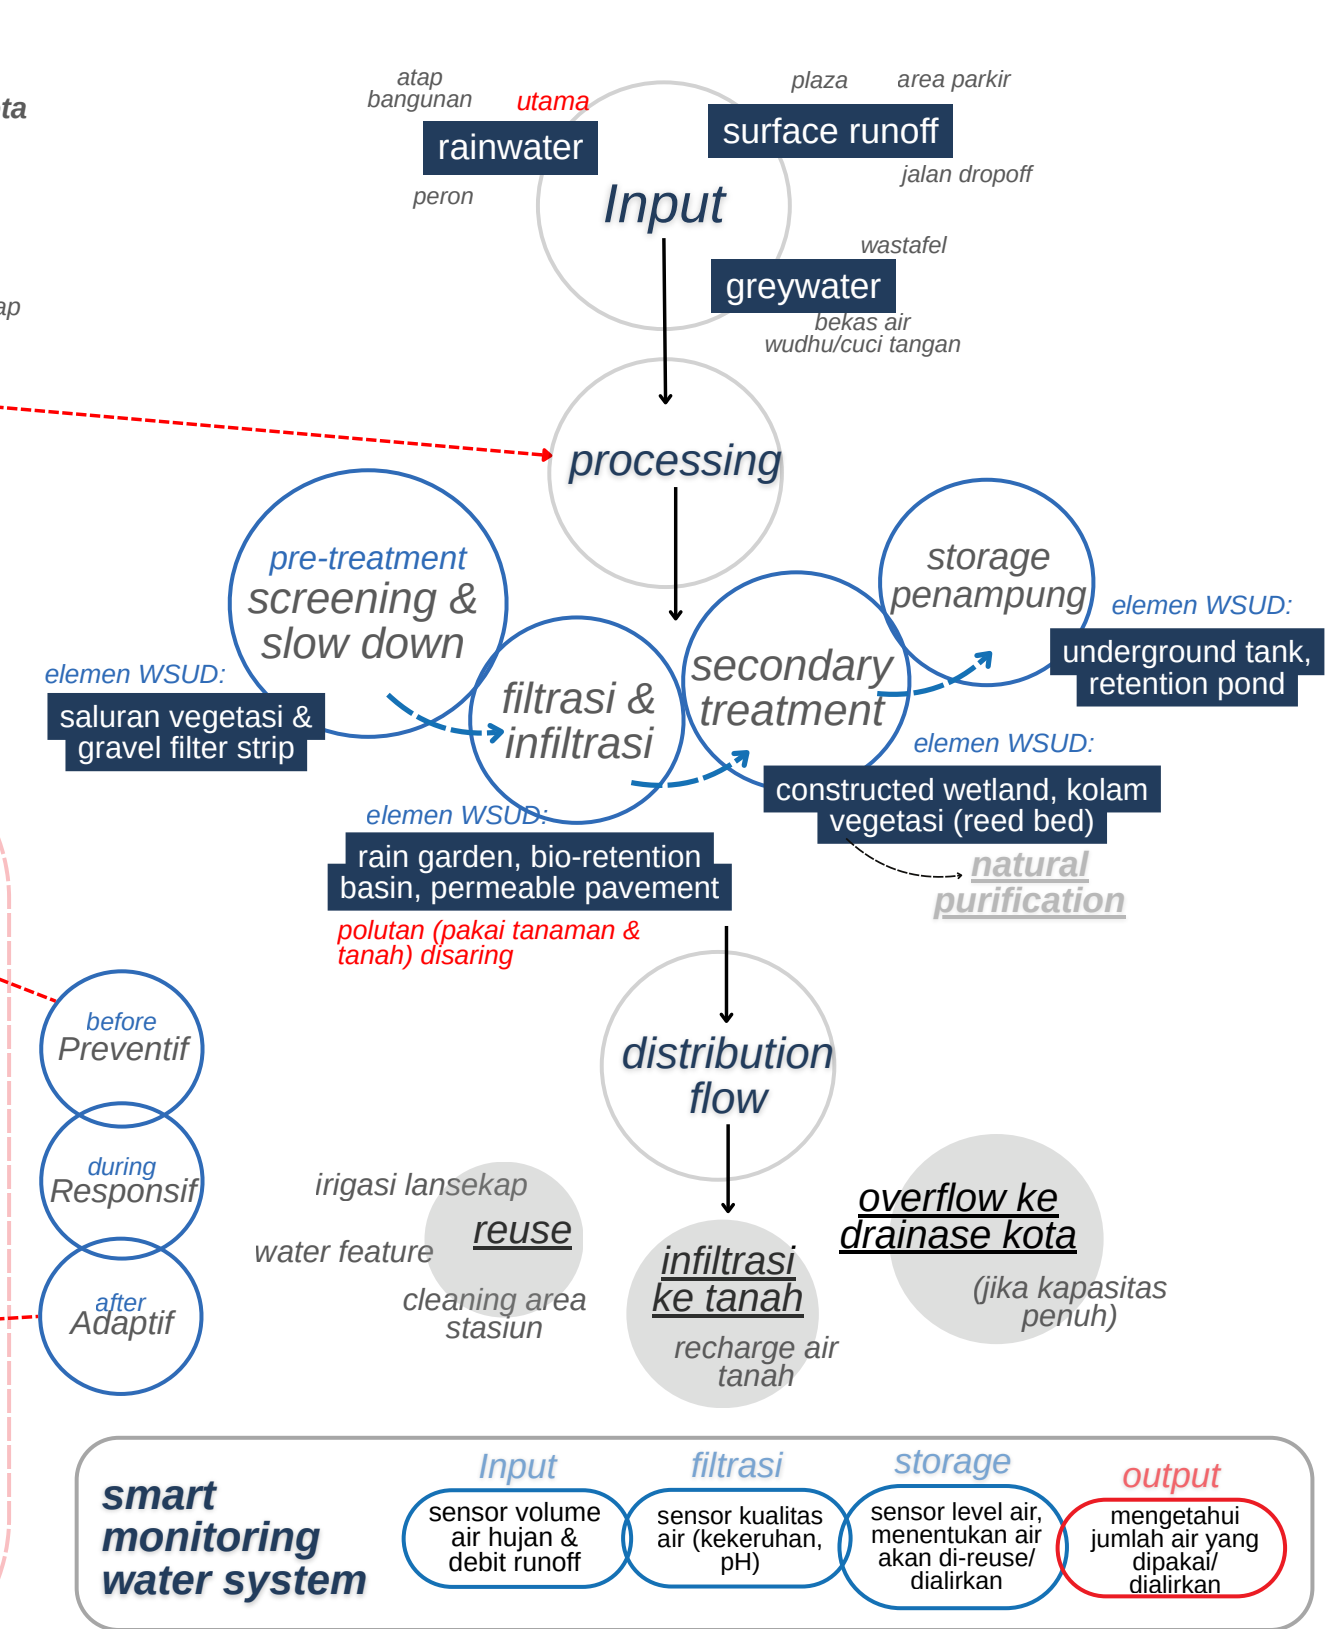 ota
ap
atap
bangunan
utama
rainwater
peron
plaza
area parkir
surface runoff
jalan dropoff
Input
wastafel
greywater
bekas air
wudhu/cuci tangan
processing
pre-treatment
screening &
slow down
elemen WSUD:
saluran vegetasi &
gravel filter strip
filtrasi &
infiltrasi
elemen WSUD:
rain garden, bio-retention
basin, permeable pavement
polutan (pakai tanaman &
tanah) disaring
secondary
treatment
elemen WSUD:
constructed wetland, kolam
vegetasi (reed bed)
natural
purification
storage
penampung
elemen WSUD:
underground tank,
retention pond
before
Preventif
during
Responsif
after
Adaptif
distribution
flow
irigasi lansekap
reuse
water feature
cleaning area
stasiun
infiltrasi
ke tanah
recharge air
tanah
overflow ke
drainase kota
(jika kapasitas
penuh)
smart
monitoring
water system
Input
sensor volume
air hujan &
debit runoff
filtrasi
sensor kualitas
air (kekeruhan,
pH)
storage
sensor level air,
menentukan air
akan di-reuse/
dialirkan
output
mengetahui
jumlah air yang
dipakai/
dialirkan